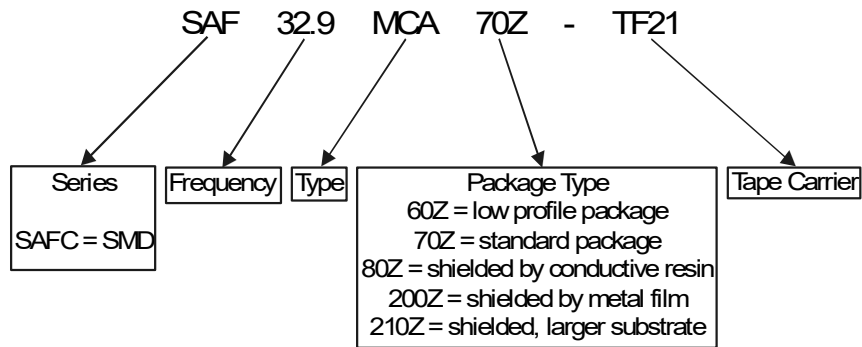 SAF 32.9 MCA 70Z - TF21
Series
SAFC = SMD
Frequency
Type
Package Type
60Z = low profile package
70Z = standard package
80Z = shielded by conductive resin
200Z = shielded by metal film
210Z = shielded, larger substrate
Tape Carrier